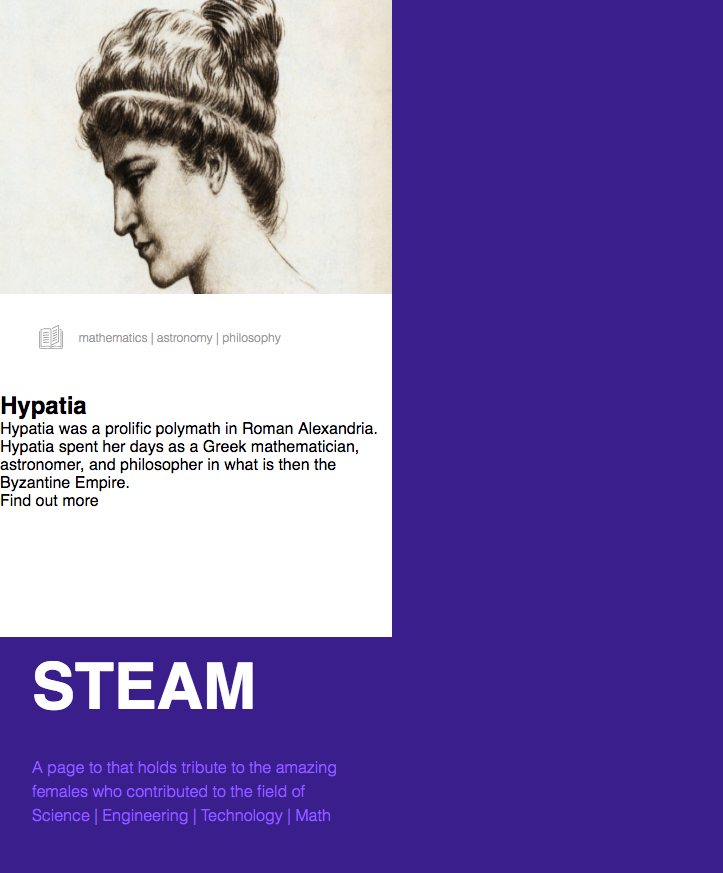 mathematics | astronomy | philosophy
Hypatia
Hypatia was a prolific polymath in Roman Alexandria.
Hypatia spent her days as a Greek mathematician,
astronomer, and philosopher in what is then the
Byzantine Empire.
Find out more
STEAM
A page to that holds tribute to the amazing
females who contributed to the field of
Science | Engineering | Technology | Math